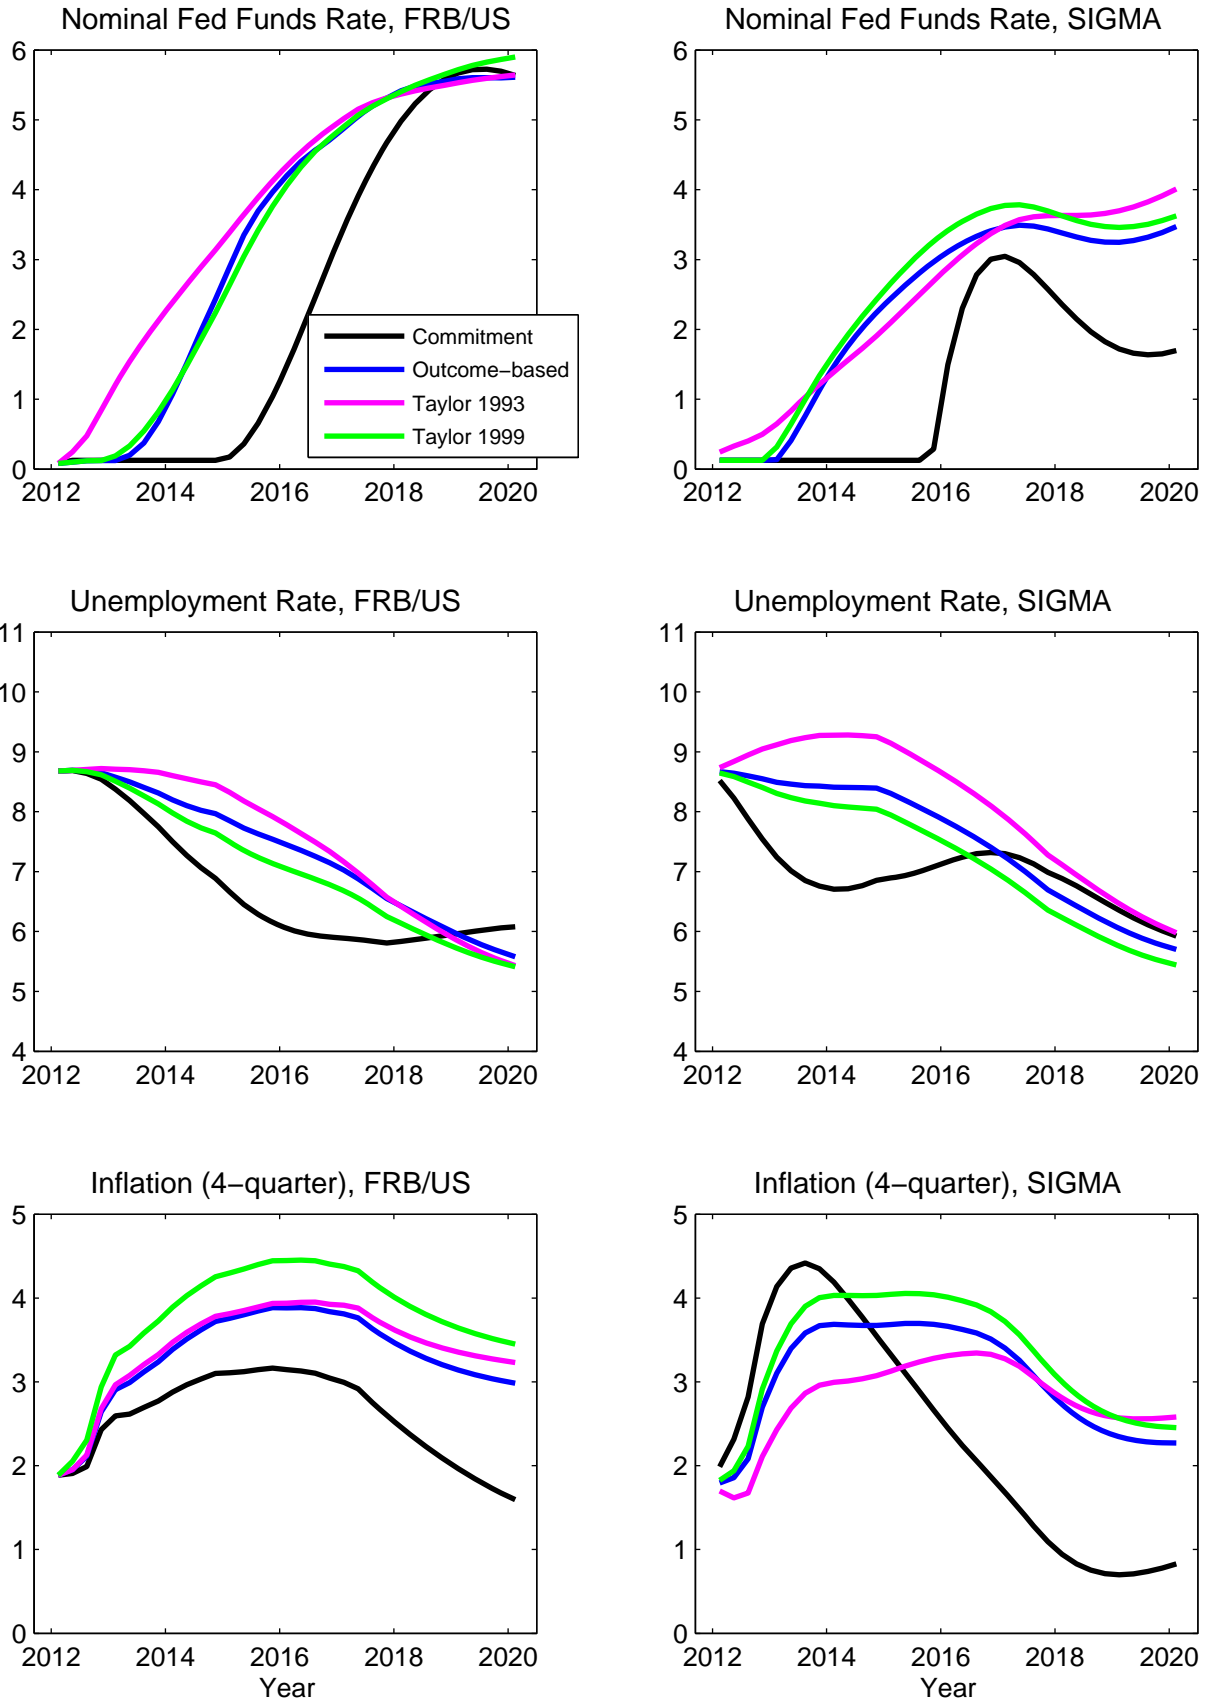 Nominal Fed Funds Rate, FRB/US
6
5
4
3
2
1
0
2012 2014 2016 2018 2020
Commitment
Outcome−based
Taylor 1993
Taylor 1999
Nominal Fed Funds Rate, SIGMA
6
5
4
3
2
1
0
2012 2014 2016 2018 2020
Unemployment Rate, FRB/US
11
10
9
8
7
6
5
4
2012 2014 2016 2018 2020
Unemployment Rate, SIGMA
11
10
9
8
7
6
5
4
2012 2014 2016 2018 2020
Inflation (4−quarter), FRB/US
5
4
3
2
1
0
2012 2014 2016 2018 2020
Year
Inflation (4−quarter), SIGMA
5
4
3
2
1
0
2012 2014 2016 2018 2020
Year